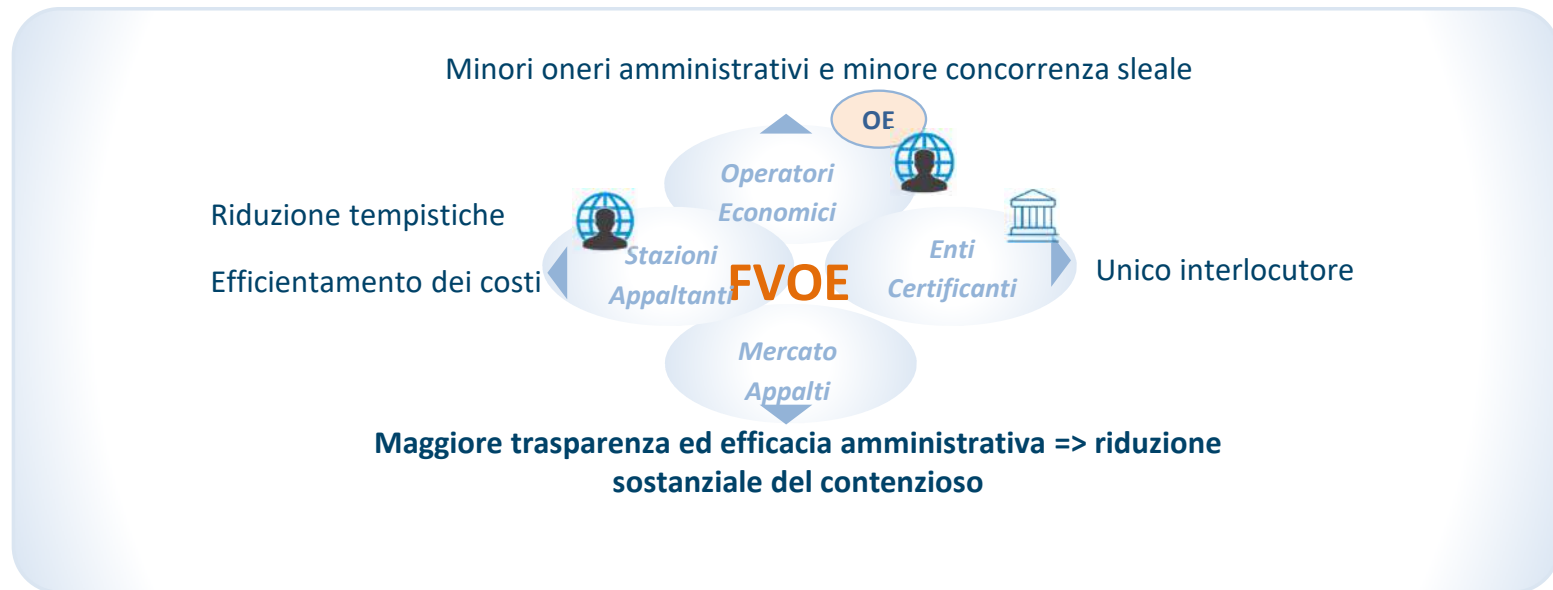 Minori oneri amministrativi e minore concorrenza sleale
OE
Operatori
Economici
Riduzione tempistiche
Efficientamento dei costi
Stazioni
Appaltanti
FVOE
Enti
Certificanti
Unico interlocutore
Mercato
Appalti
Maggiore trasparenza ed efficacia amministrativa => riduzione
sostanziale del contenzioso